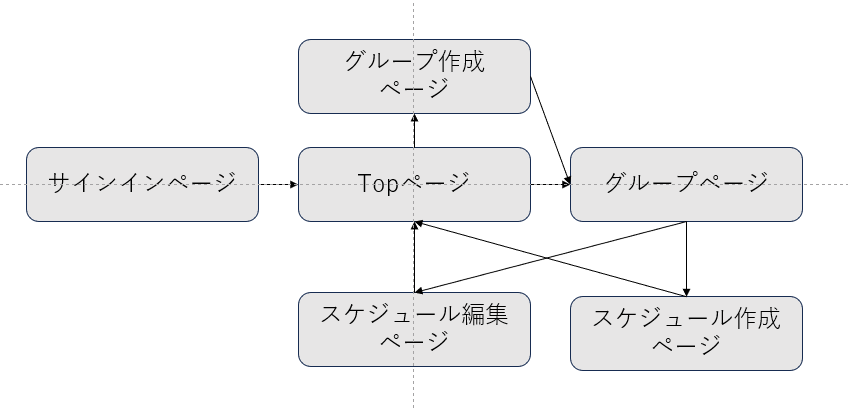 グループ作成
ページ
サインインページ
Topページ
グループページ
スケジュール編集
ページ
スケジュール作成
ページ